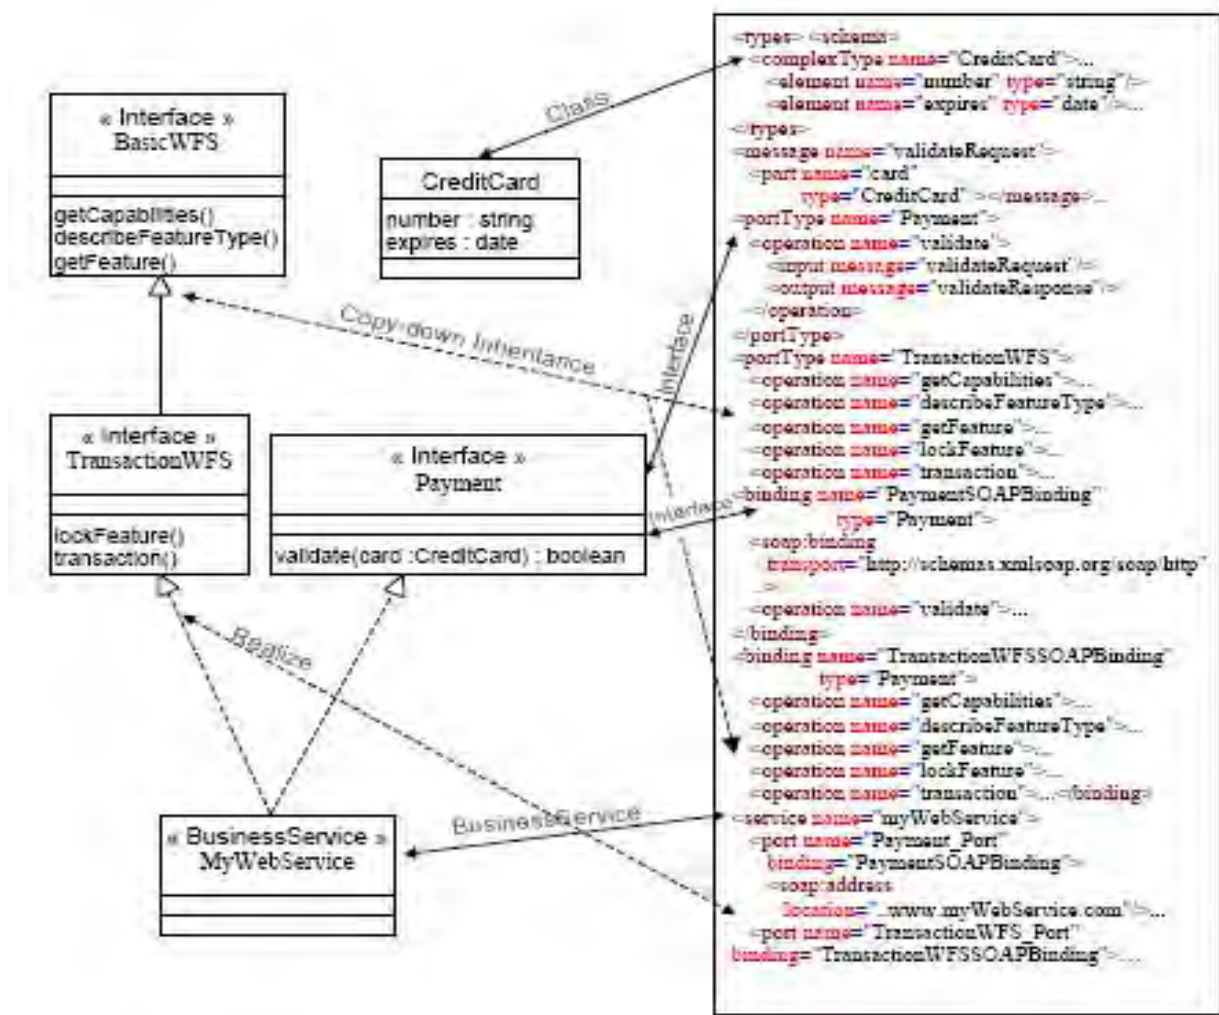 « Interface »
BasicWFS
getCapabilities()
describeFeatureType()
getFeature()
CreditCard
number : string
expires : date
Class
Copy-down Inheritance
Interface
Interface
« Interface »
TransactionWFS
lockFeature()
transaction()
« Interface »
Payment
validate(card :CreditCard) : boolean
Realize
BusinessService
« BusinessService »
MyWebService
<types> <schema>
<complexType name="CreditCard">...
<element name="number" type="string"/>
<element name="expires" type="date"/>...
</types>
<message name="validateRequest">
<part name="card"
type="CreditCard" ></message>...
<portType name="Payment">
<operation name="validate">
<input message="validateRequest"/>
<output message="validateResponse"/>
</operation>
</portType>
<portType name="TransactionWFS">
<operation name="getCapabilities">...
<operation name="describeFeatureType">...
<operation name="getFeature">...
<operation name="lockFeature">...
<operation name="transaction">...
<binding name="PaymentSOAPBinding"
type="Payment">
<soap:binding
transport="http://schemas.xmlsoap.org/soap/http"
>
<operation name="validate">...
</binding>
<binding name="TransactionWFSSOAPBinding"
type="Payment">
<operation name="getCapabilities">...
<operation name="describeFeatureType">...
<operation name="getFeature">...
<operation name="lockFeature">...
<operation name="transaction">...</binding>
<service name="myWebService">
<port name="Payment_Port"
binding="PaymentSOAPBinding">
<soap:address
location="..www.myWebService.com"/>...
<port name="TransactionWFS_Port"
binding="TransactionWFSSOAPBinding">....